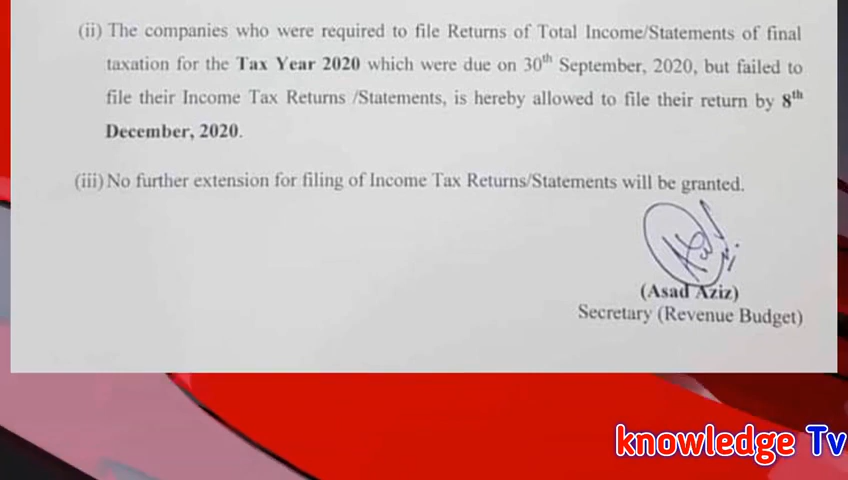 (ii) The companies who were required to file Returns of Total Income/Statements of final
taxation for the Tax Year 2020 which were due on 30th September, 2020, but failed to
file their Income Tax Returns /Statements, is hereby allowed to file their return by 8th
December, 2020.
(iii) No further extension for filing of Income Tax Returns/Statements will be granted.
(Asad Aziz)
Secretary (Revenue Budget)
knowledge Tv